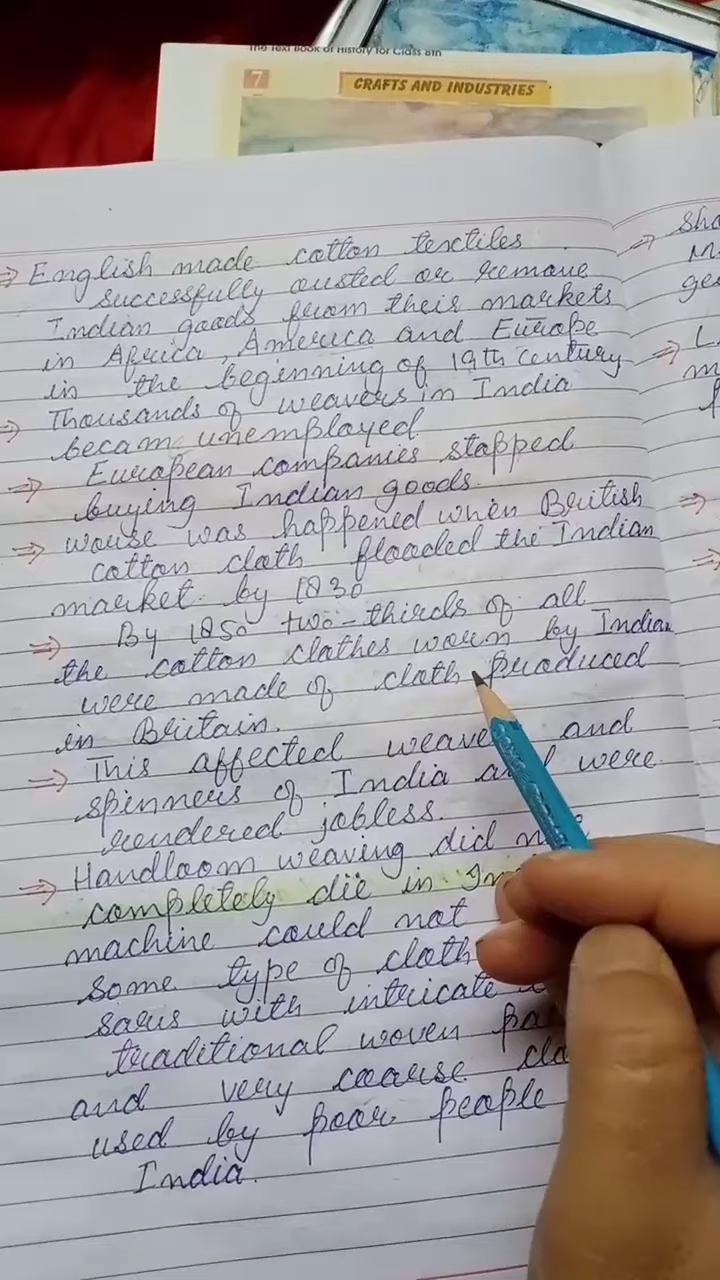 The Text Book of History for Class 8th
7
CRAFTS AND INDUSTRIES
⇒ English made cotton textiles
successfully ousted or remove
Indian goods from their markets
in Africa, America and Europe
in the beginning of 19th century
⇒ Thousands of weavers in India
becam unemployed
⇒ European companies stopped
buying Indian goods.
⇒ worse was happened when British
cotton cloth flooded the Indian
market by 1830
⇒ By 1850 two-thirds of all
the cotton clothes worn by Indian
were made of cloth produced
in Britain.
⇒ This affected weavers and
spinners of India and were
rendered jobless.
⇒ Handloom weaving did not
completely die in
machine could not
some type of cloth
saris with intricate
traditional woven
and very coarse
used by poor people
India.
⇒
⇒
⇒
⇒